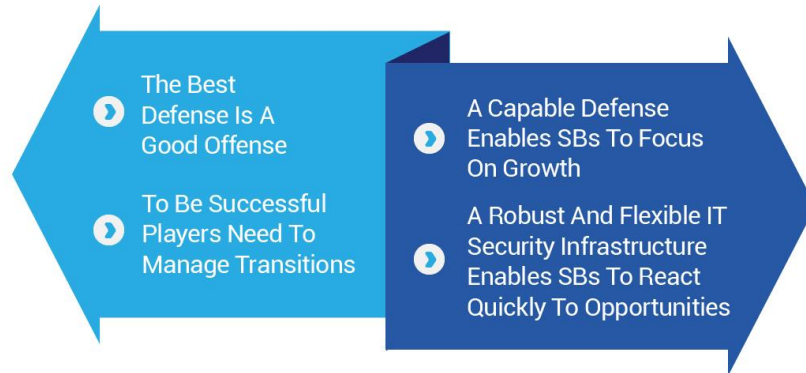 The Best
Defense Is A
Good Offense
To Be Successful
Players Need To
Manage Transitions
A Capable Defense
Enables SBs To Focus
On Growth
A Robust And Flexible IT
Security Infrastructure
Enables SBs To React
Quickly To Opportunities